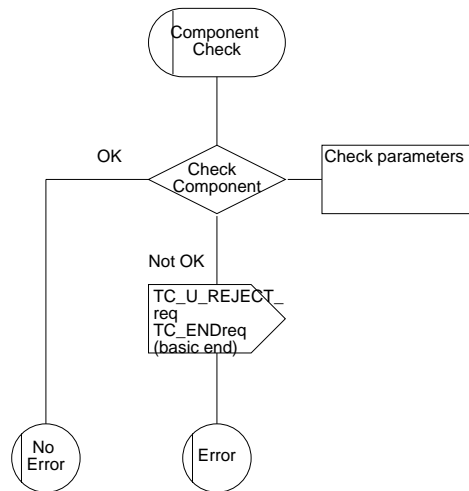 Component
Check
OK
Check
Component
Check parameters
Not OK
TC_U_REJECT_
req
TC_ENDreq
(basic end)
No
Error
Error